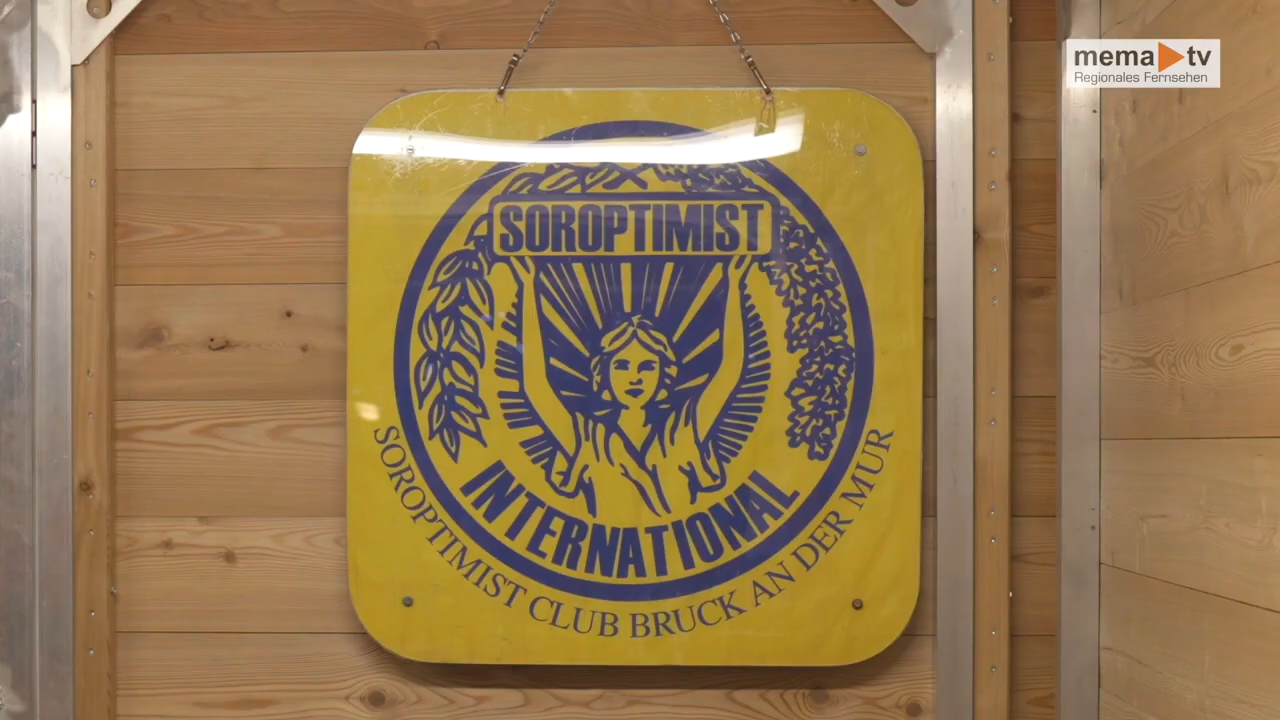 mema tv
Regionales Fernsehen
SOROPTIMIST
INTERNATIONAL
SOROPTIMIST CLUB BRUCK AN DER MUR